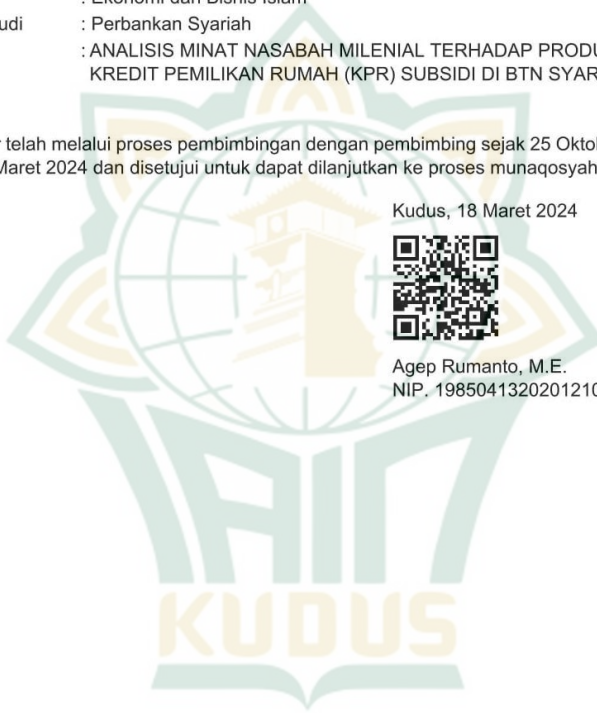 : Ekonomi dan Bisnis Islam
udi : Perbankan Syariah
: ANALISIS MINAT NASABAH MILENIAL TERHADAP PRODU
KREDIT PEMILIKAN RUMAH (KPR) SUBSIDI DI BTN SYAR
r telah melalui proses pembimbingan dengan pembimbing sejak 25 Oktol
Maret 2024 dan disetujui untuk dapat dilanjutkan ke proses munaqosyah
Kudus, 18 Maret 2024
Agep Rumanto, M.E.
NIP. 1985041320201210
IAIN
KUDUS